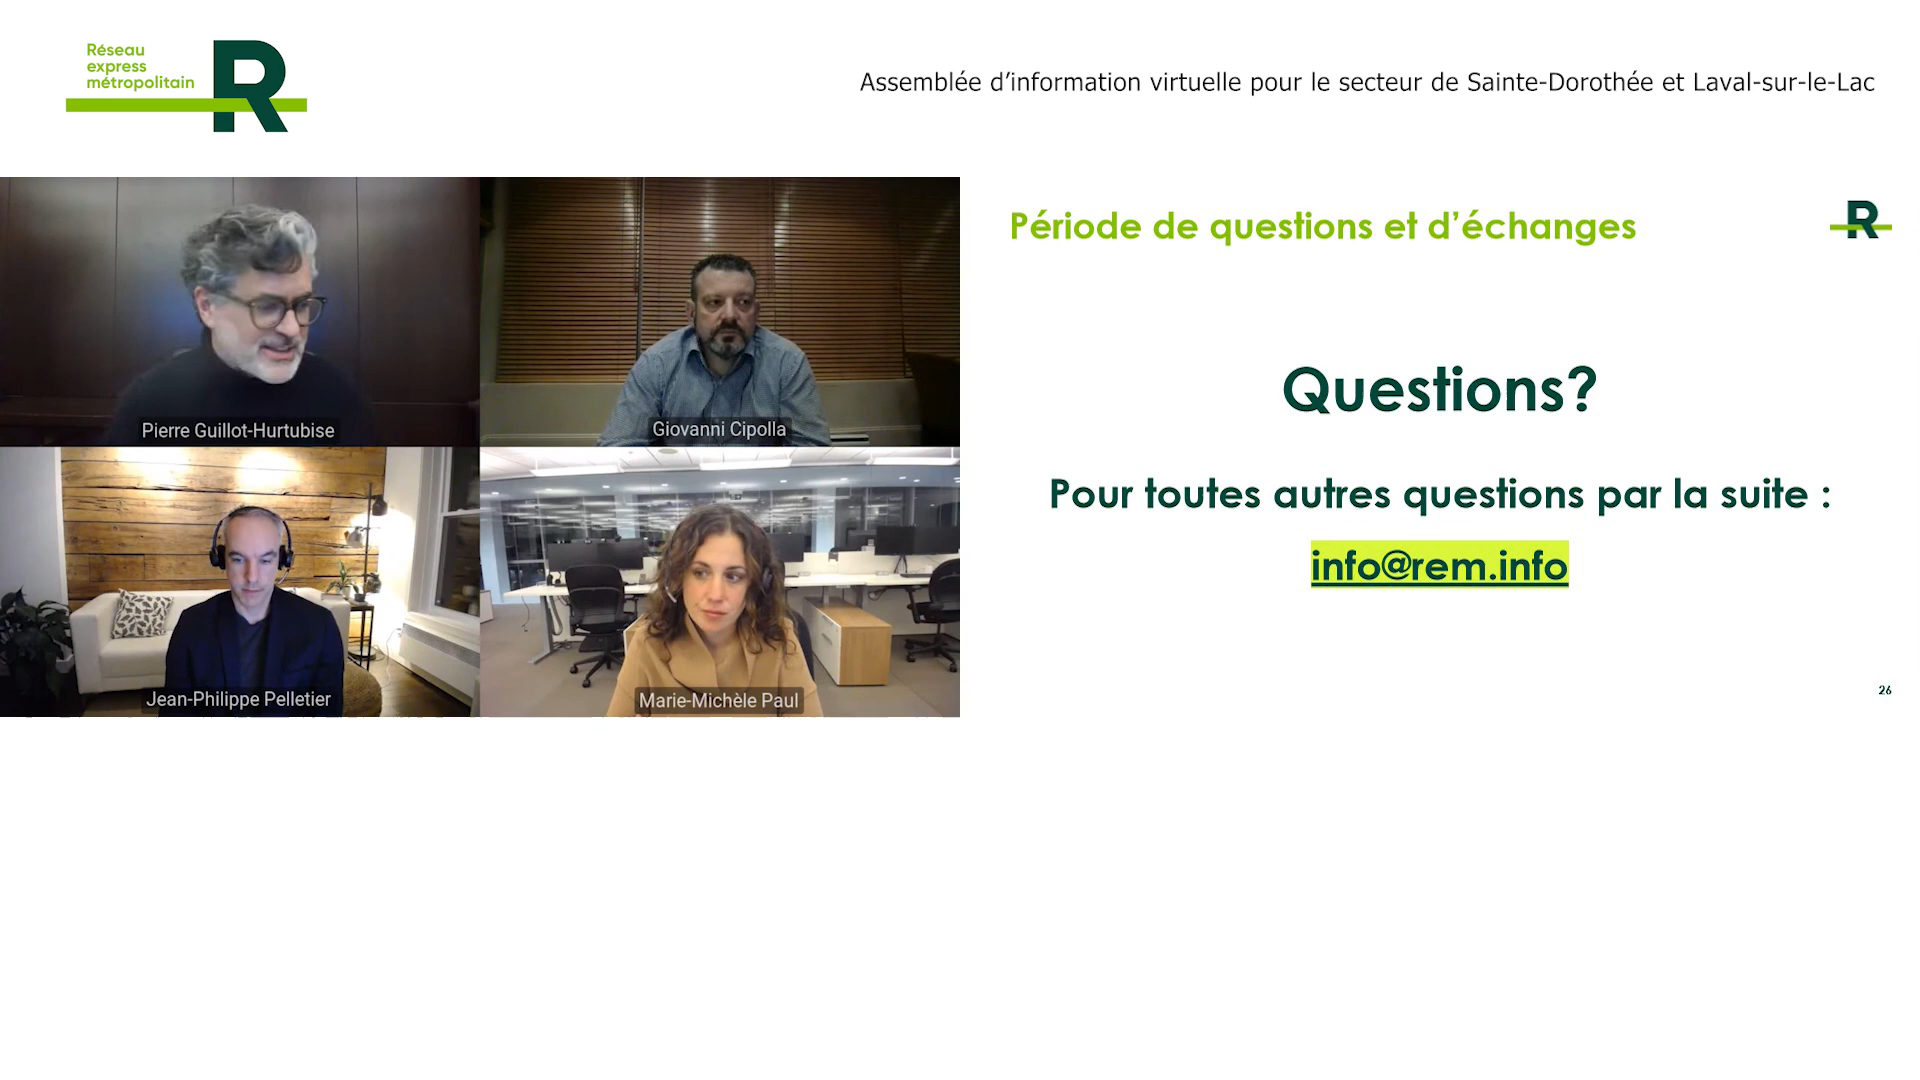 Réseau
express
métropolitain
R
Assemblée d’information virtuelle pour le secteur de Sainte-Dorothée et Laval-sur-le-Lac
Pierre Guillot-Hurtubise
Giovanni Cipolla
Jean-Philippe Pelletier
Marie-Michèle Paul
Période de questions et d’échanges
R
Questions?
Pour toutes autres questions par la suite :
info@rem.info
26